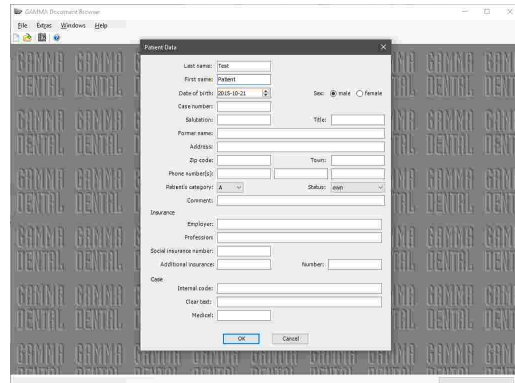 GAMMA Document Browser
File Extras Windows Help
Patient Data
Last name: Test
First name: Patient
Date of birth: 2015-10-21 Sex: male female
Case number:
Salutation: Title:
Former name:
Address:
Zip code: Town:
Phone number(s):
Patient's category: A Status: own
Comment:
Insurance
Employer:
Profession:
Social insurance number:
Additional insurance: Number:
Case
Internal code:
Clear text:
Medical:
OK Cancel
GAMMA DENTAL